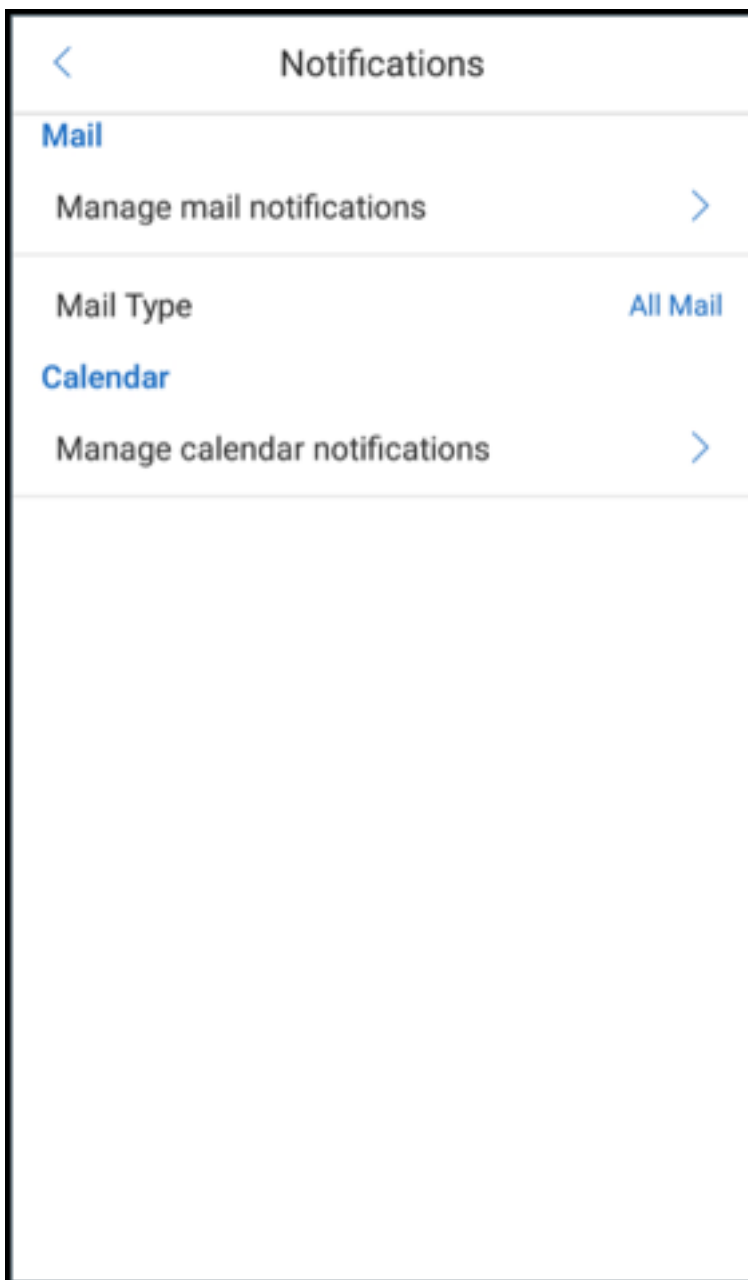 Notifications
Mail
Manage mail notifications
Mail Type All Mail
Calendar
Manage calendar notifications